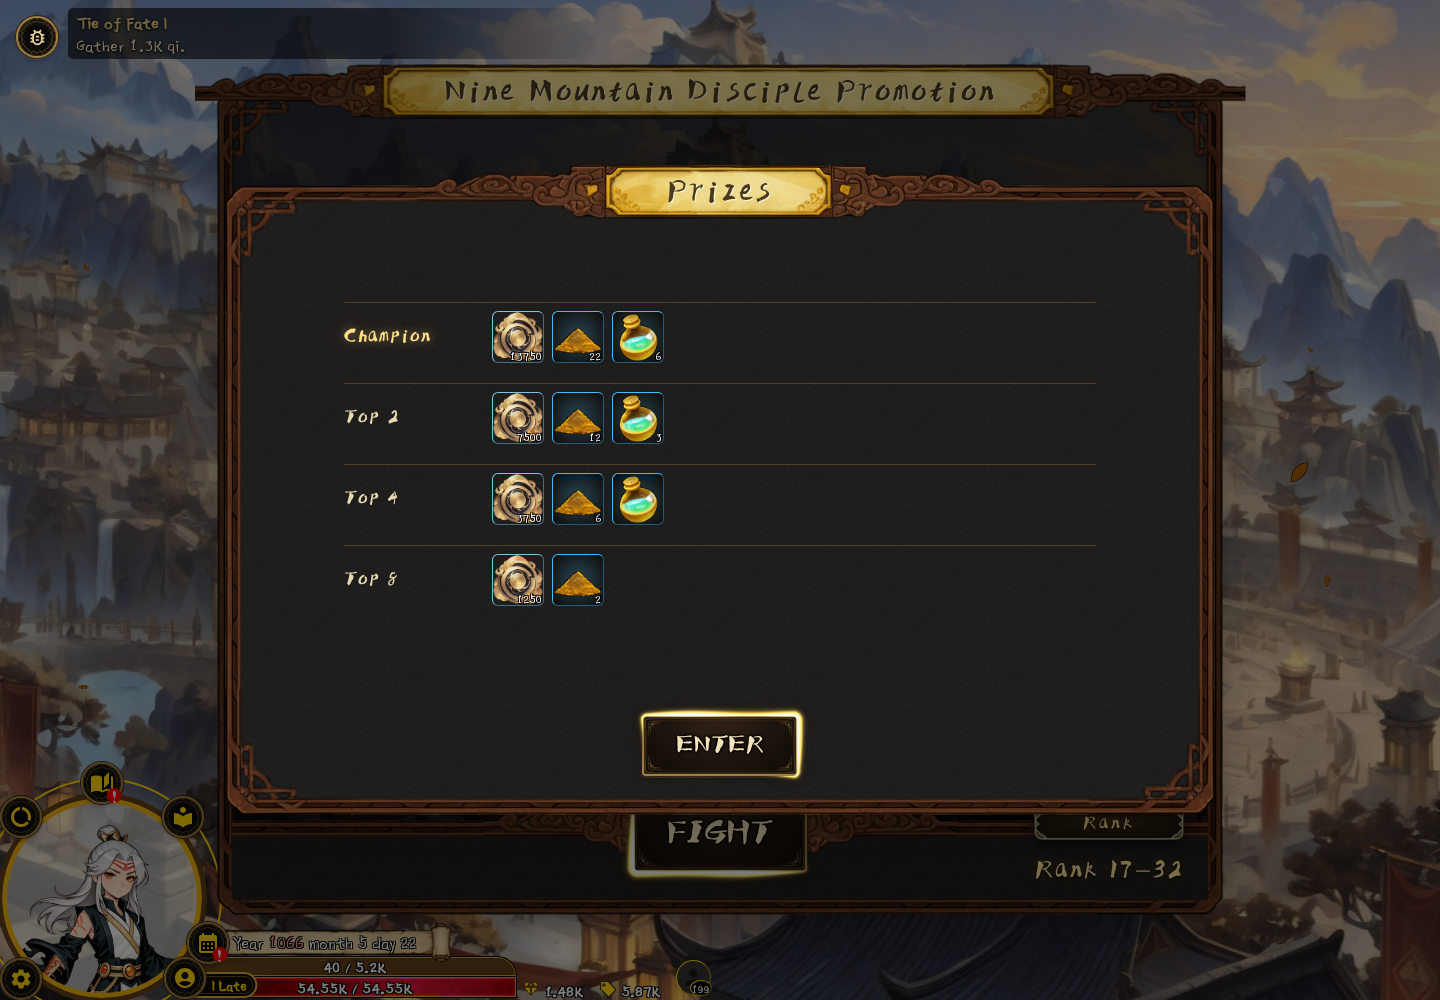 Tie of Fate 1
Gather 1.3K qi.
Nine Mountain Disciple Promotion
Prizes
Champion
13750
22
6
Top 2
7500
12
3
Top 4
3750
6
Top 8
1250
2
ENTER
FIGHT
Rank
Rank 17-32
Year 1066 month 5 day 22
40 / 5.2K
1 Late
54.55K / 54.55K
1.48K
5.87K
199